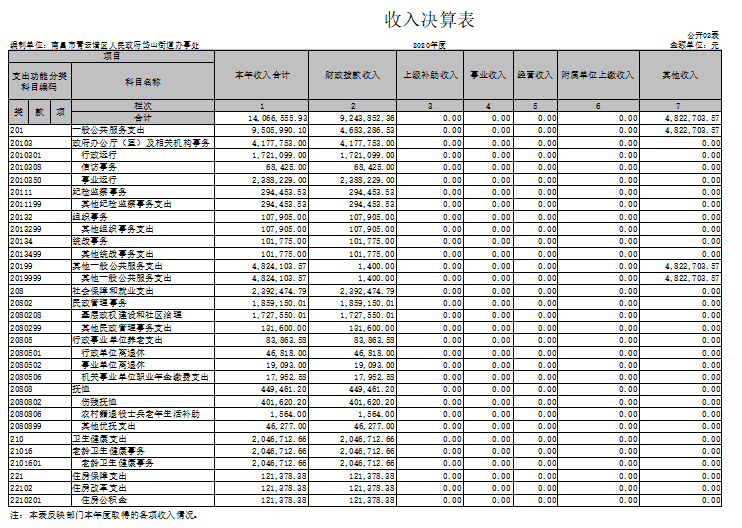 收入决算表
公开02表
编制单位：南昌市青云谱区人民政府岱山街道办事处 2020年度 金额单位：元
项目 本年收入合计 财政拨款收入 上级补助收入 事业收入 经营收入 附属单位上缴收入 其他收入
支出功能分类科目编码 科目名称
类 款 项 栏次 1 2 3 4 5 6 7
合计 14,066,555.93 9,243,852.36 0.00 0.00 0.00 0.00 4,822,703.57
201 一般公共服务支出 9,505,990.10 4,683,286.53 0.00 0.00 0.00 0.00 4,822,703.57
20103 政府办公厅（室）及相关机构事务 4,177,753.00 4,177,753.00 0.00 0.00 0.00 0.00 0.00
2010301 行政运行 1,721,099.00 1,721,099.00 0.00 0.00 0.00 0.00 0.00
2010308 信访事务 68,425.00 68,425.00 0.00 0.00 0.00 0.00 0.00
2010350 事业运行 2,388,229.00 2,388,229.00 0.00 0.00 0.00 0.00 0.00
20111 纪检监察事务 294,453.53 294,453.53 0.00 0.00 0.00 0.00 0.00
2011199 其他纪检监察事务支出 294,453.53 294,453.53 0.00 0.00 0.00 0.00 0.00
20132 组织事务 107,905.00 107,905.00 0.00 0.00 0.00 0.00 0.00
2013299 其他组织事务支出 107,905.00 107,905.00 0.00 0.00 0.00 0.00 0.00
20134 统战事务 101,775.00 101,775.00 0.00 0.00 0.00 0.00 0.00
2013499 其他统战事务支出 101,775.00 101,775.00 0.00 0.00 0.00 0.00 0.00
20199 其他一般公共服务支出 4,824,103.57 1,400.00 0.00 0.00 0.00 0.00 4,822,703.57
2019999 其他一般公共服务支出 4,824,103.57 1,400.00 0.00 0.00 0.00 0.00 4,822,703.57
208 社会保障和就业支出 2,392,474.79 2,392,474.79 0.00 0.00 0.00 0.00 0.00
20802 民政管理事务 1,859,150.01 1,859,150.01 0.00 0.00 0.00 0.00 0.00
2080208 基层政权建设和社区治理 1,727,550.01 1,727,550.01 0.00 0.00 0.00 0.00 0.00
2080299 其他民政管理事务支出 131,600.00 131,600.00 0.00 0.00 0.00 0.00 0.00
20805 行政事业单位养老支出 83,863.58 83,863.58 0.00 0.00 0.00 0.00 0.00
2080501 行政单位离退休 46,818.00 46,818.00 0.00 0.00 0.00 0.00 0.00
2080502 事业单位离退休 19,093.00 19,093.00 0.00 0.00 0.00 0.00 0.00
2080506 机关事业单位职业年金缴费支出 17,952.58 17,952.58 0.00 0.00 0.00 0.00 0.00
20808 抚恤 449,461.20 449,461.20 0.00 0.00 0.00 0.00 0.00
2080802 伤残抚恤 401,620.20 401,620.20 0.00 0.00 0.00 0.00 0.00
2080806 农村籍退役士兵老年生活补助 1,564.00 1,564.00 0.00 0.00 0.00 0.00 0.00
2080899 其他优抚支出 46,277.00 46,277.00 0.00 0.00 0.00 0.00 0.00
210 卫生健康支出 2,046,712.66 2,046,712.66 0.00 0.00 0.00 0.00 0.00
21016 老龄卫生健康事务 2,046,712.66 2,046,712.66 0.00 0.00 0.00 0.00 0.00
2101601 老龄卫生健康事务 2,046,712.66 2,046,712.66 0.00 0.00 0.00 0.00 0.00
221 住房保障支出 121,378.38 121,378.38 0.00 0.00 0.00 0.00 0.00
22102 住房改革支出 121,378.38 121,378.38 0.00 0.00 0.00 0.00 0.00
2210201 住房公积金 121,378.38 121,378.38 0.00 0.00 0.00 0.00 0.00
注：本表反映部门本年度取得的各项收入情况。